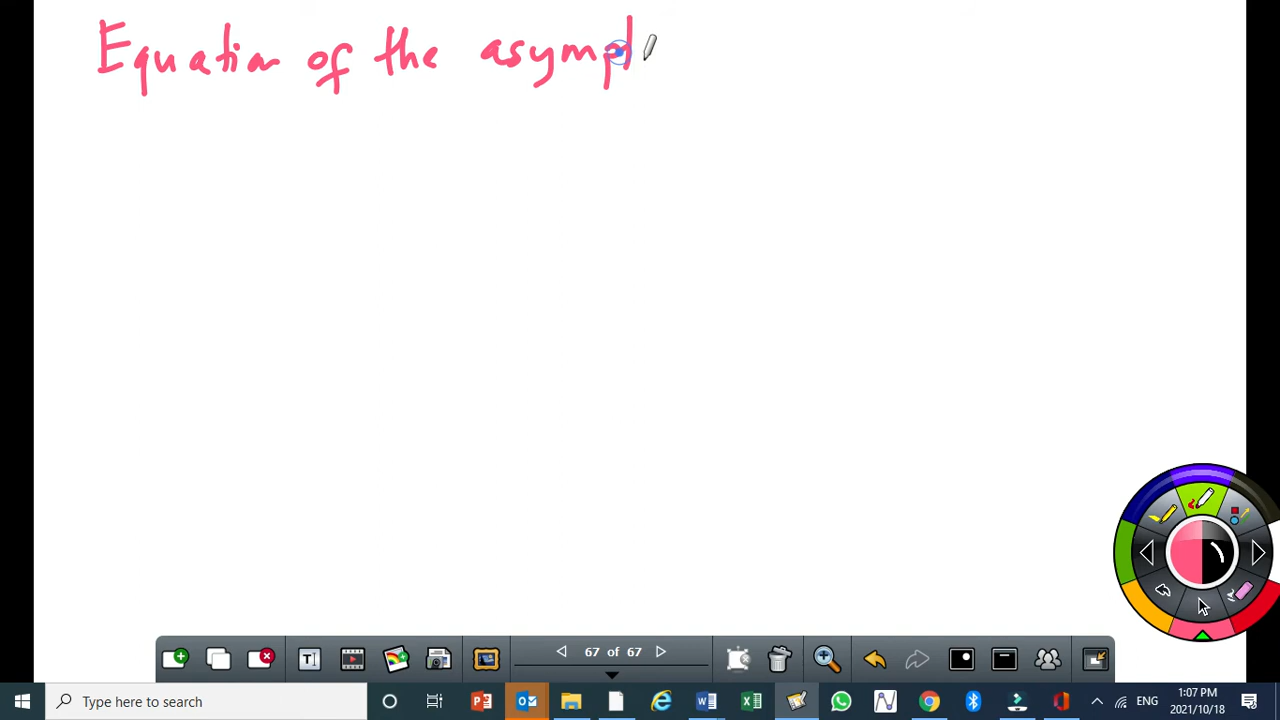 Equation of the asympt
67 of 67
Type here to search
ENG
1:07 PM
2021/10/18